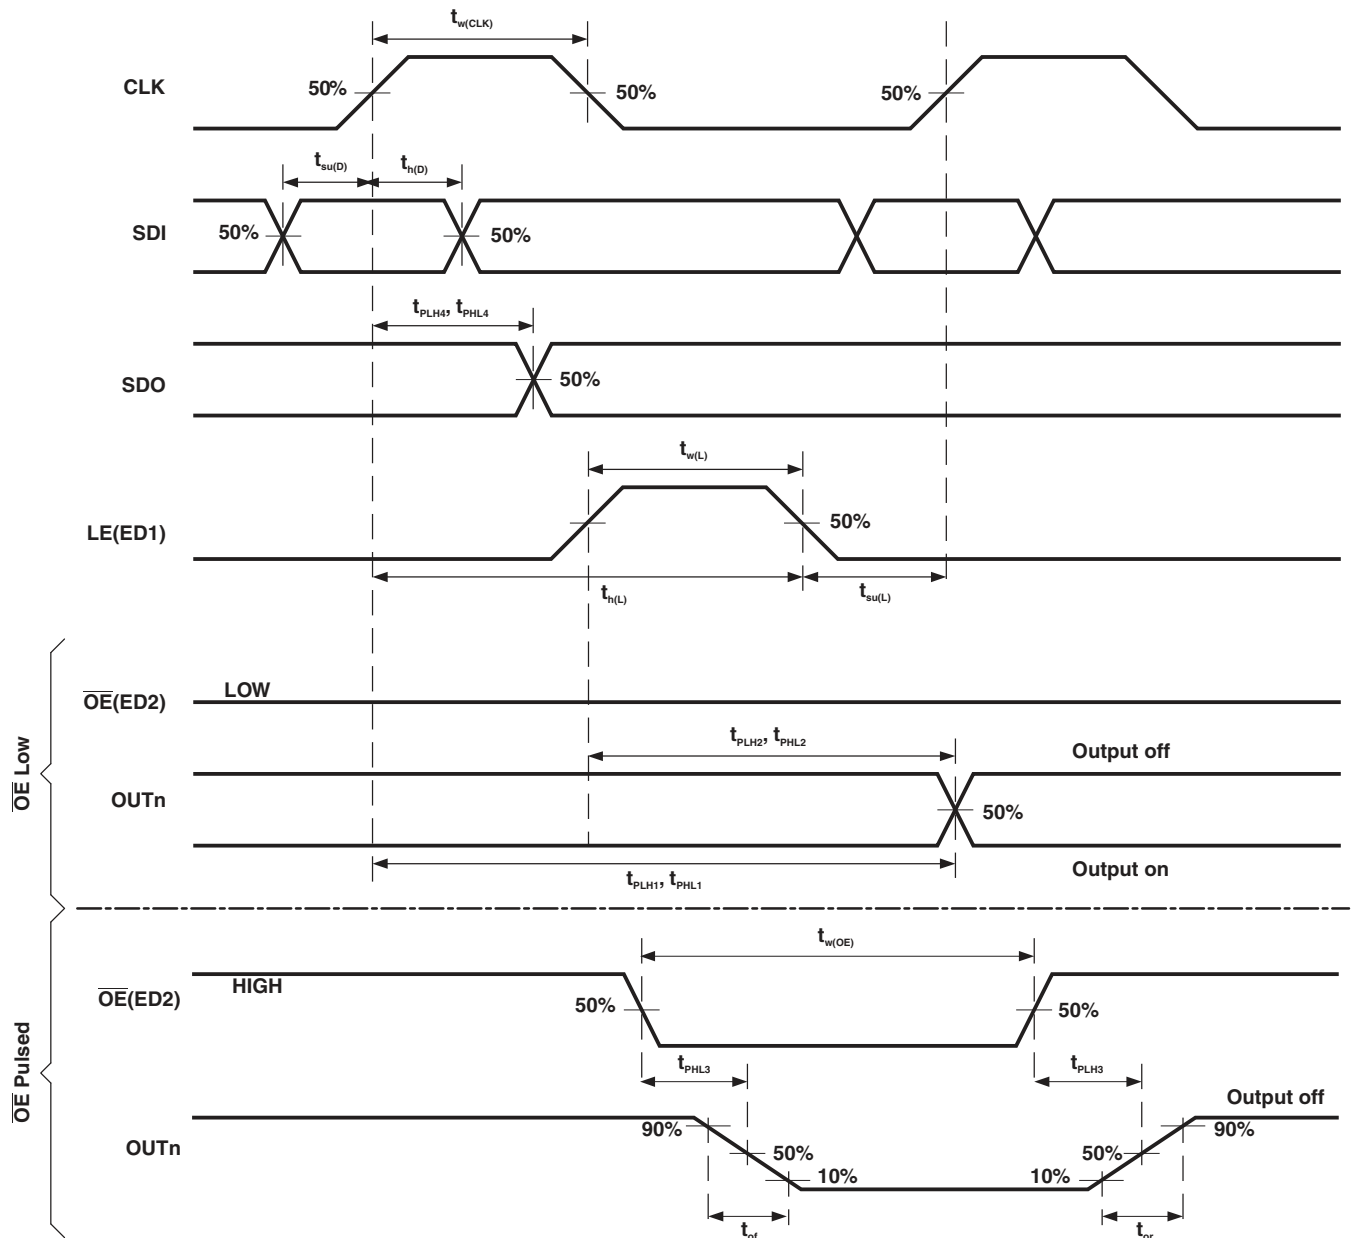 tw(CLK)
CLK
50%
50%
50%
tsu(D)
th(D)
SDI
50%
50%
tPLH4, tPHL4
SDO
50%
tw(L)
LE(ED1)
50%
th(L)
tsu(L)
OE Low
OE(ED2)
LOW
tPLH2, tPHL2
Output off
OUTn
50%
tPLH1, tPHL1
Output on
OE Pulsed
tw(OE)
OE(ED2)
HIGH
50%
50%
tPHL3
tPLH3
Output off
OUTn
90%
50%
10%
10%
50%
90%
tof
tor